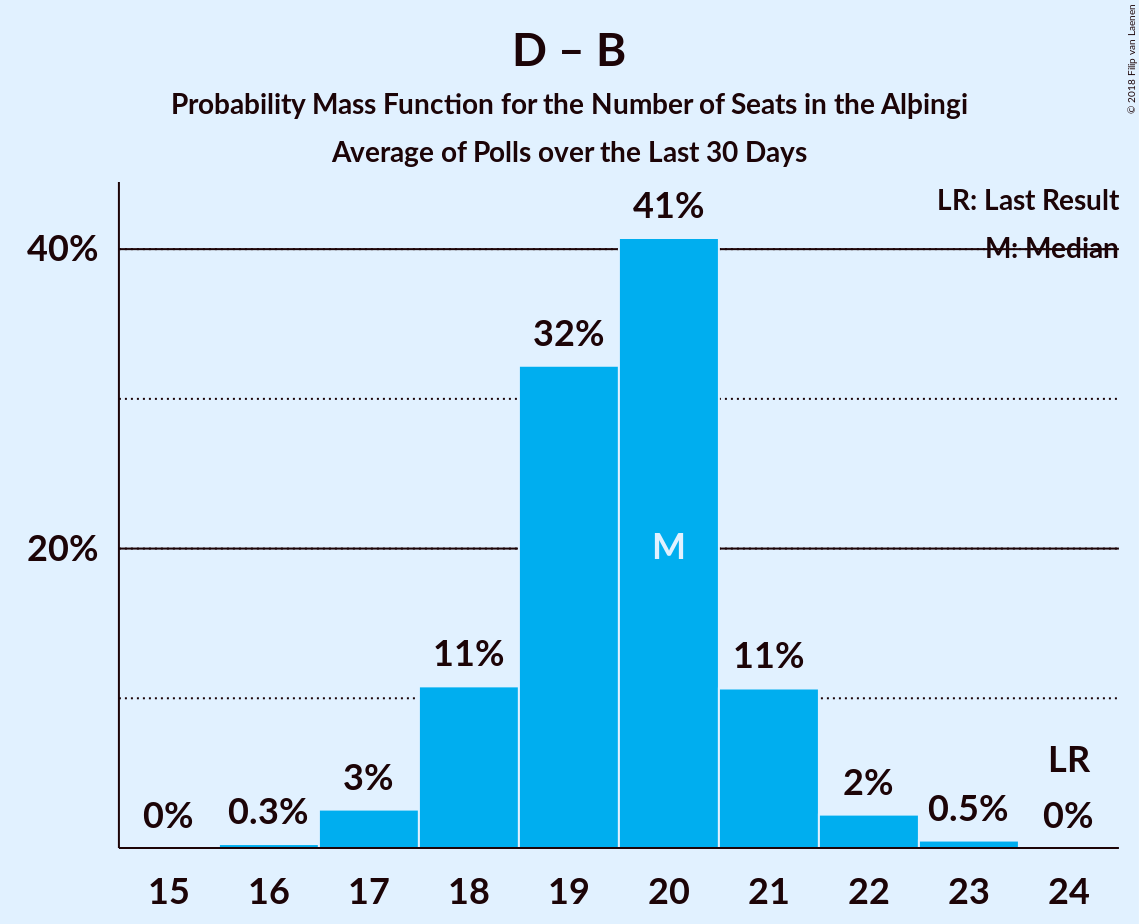 D – B
Probability Mass Function for the Number of Seats in the Alþingi
Average of Polls over the Last 30 Days
© 2018 Filip van Laenen
LR: Last Result
M: Median
40%
20%
0%
0.3%
3%
11%
32%
41%
M
11%
2%
0.5%
LR
0%
15 16 17 18 19 20 21 22 23 24